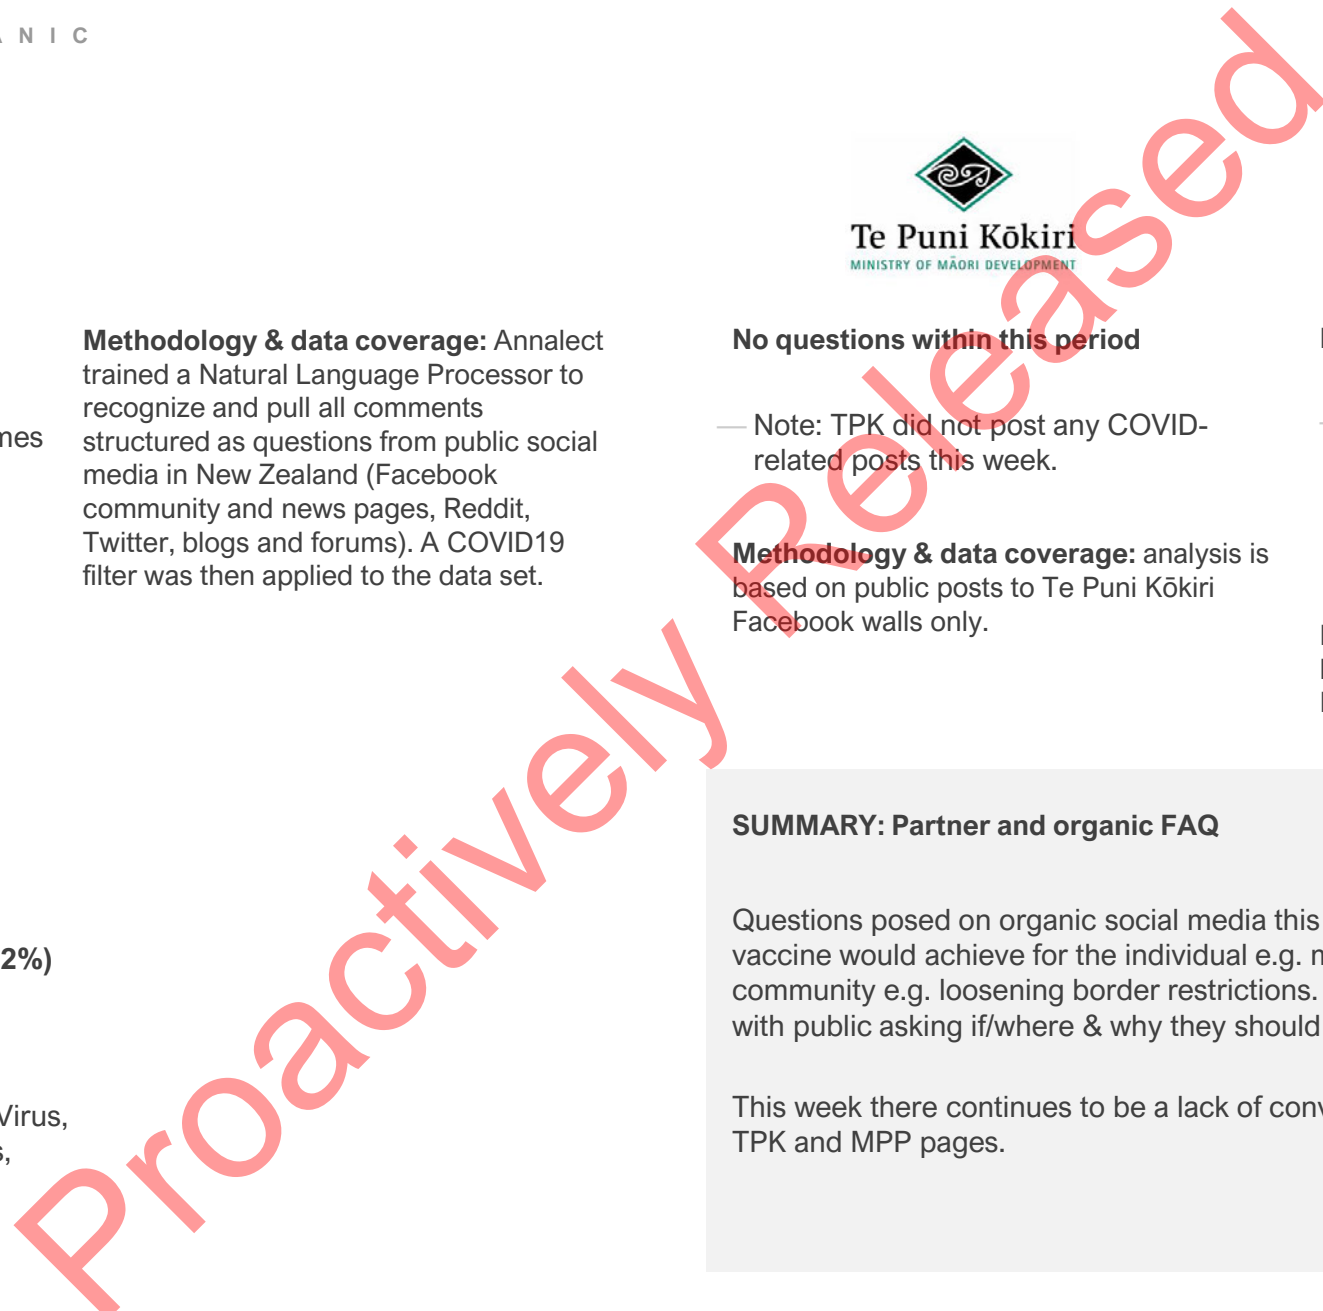 A N I C
mes
2%)
Virus,
s,
Methodology & data coverage: Annalect
trained a Natural Language Processor to
recognize and pull all comments
structured as questions from public social
media in New Zealand (Facebook
community and news pages, Reddit,
Twitter, blogs and forums). A COVID19
filter was then applied to the data set.
Te Puni Kōkiri
MINISTRY OF MĀORI DEVELOPMENT
No questions within this period
— Note: TPK did not post any COVID-
related posts this week.
Methodology & data coverage: analysis is
based on public posts to Te Puni Kōkiri
Facebook walls only.
SUMMARY: Partner and organic FAQ
Questions posed on organic social media this
vaccine would achieve for the individual e.g.
community e.g. loosening border restrictions.
with public asking if/where & why they should
This week there continues to be a lack of conv
TPK and MPP pages.
Proactively Released